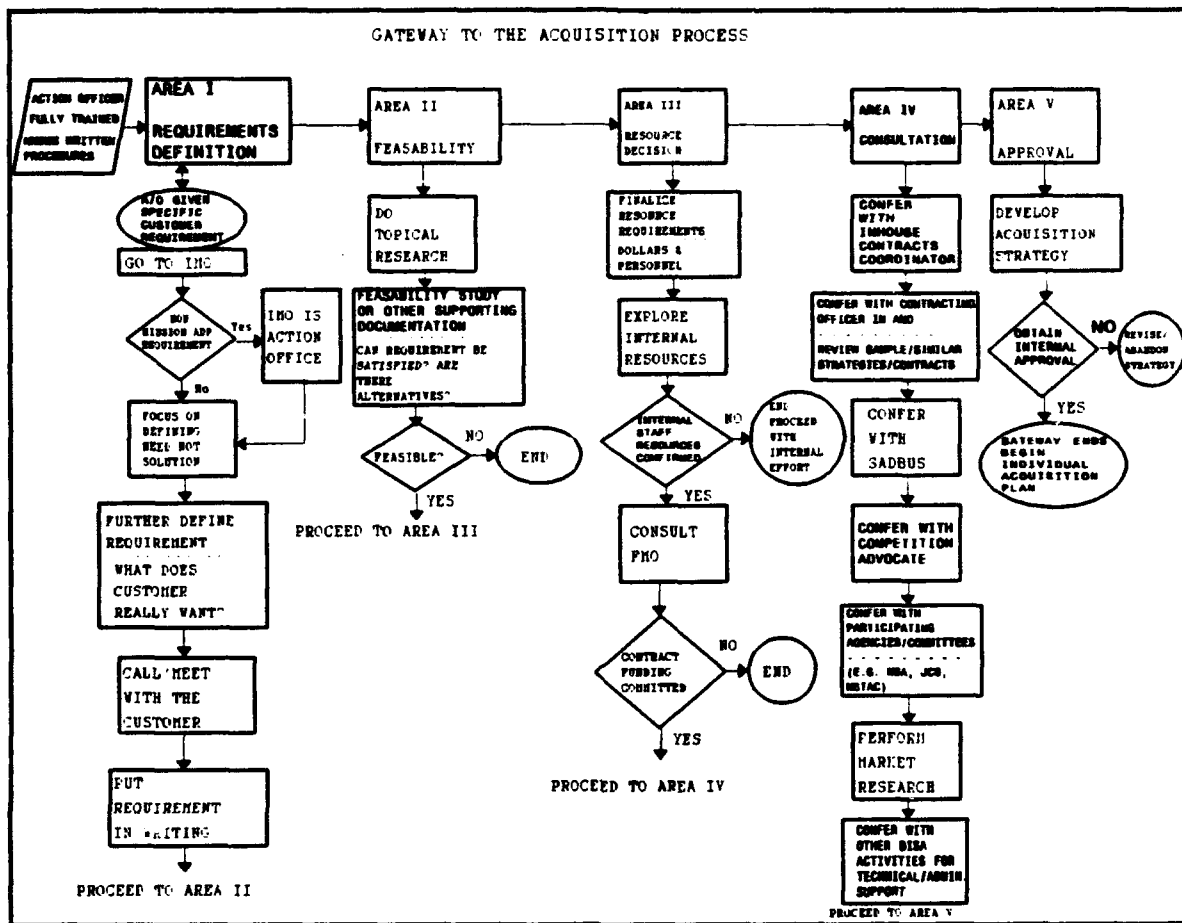 GATEWAY TO THE ACQUISITION PROCESS
ACTION OFFICER
FULLY TRAINED
WRITTEN
PROCEDURES
AREA I
REQUIREMENTS
DEFINITION
A/O GIVEN
SPECIFIC
CUSTOMER
REQUIREMENT
GO TO IMO
NON
MISSION ADP
REQUIREMENT
Yes
IMO IS
ACTION
OFFICE
No
FOCUS ON
DEFINING
NEED NOT
SOLUTION
FURTHER DEFINE
REQUIREMENT
WHAT DOES
CUSTOMER
REALLY WANT?
CALL/MEET
WITH THE
CUSTOMER
PUT
REQUIREMENT
IN WRITING
PROCEED TO AREA II
AREA II
FEASABILITY
DO
TOPICAL
RESEARCH
FEASABILITY STUDY
OR OTHER SUPPORTING
DOCUMENTATION
CAN REQUIREMENT BE
SATISFIED? ARE
THERE
ALTERNATIVES?
FEASIBLE?
NO
END
YES
PROCEED TO AREA III
AREA III
RESOURCE
DECISION
FINALIZE
RESOURCE
REQUIREMENTS
DOLLARS &
PERSONNEL
EXPLORE
INTERNAL
RESOURCES
INTERNAL
STAFF
RESOURCES
CONFIRMED
NO
END
PROCEED
WITH
INTERNAL
EFFORT
YES
CONSULT
FMO
CONTRACT
FUNDING
COMMITTED
NO
END
YES
PROCEED TO AREA IV
AREA IV
CONSULTATION
CONFER
WITH
INHOUSE
CONTRACTS
COORDINATOR
CONFER WITH CONTRACTING
OFFICER IN AND
REVIEW SAMPLE/SIMILAR
STRATEGIES/CONTRACTS
CONFER
WITH
SADBUS
CONFER WITH
COMPETITION
ADVOCATE
CONFER WITH
PARTICIPATING
AGENCIES/COMMITTEES
(E.G. NSA, JCS,
NSTAC)
PERFORM
MARKET
RESEARCH
CONFER WITH
OTHER DISA
ACTIVITIES FOR
TECHNICAL/ADMIN.
SUPPORT
PROCEED TO AREA V
AREA V
APPROVAL
DEVELOP
ACQUISITION
STRATEGY
OBTAIN
INTERNAL
APPROVAL
NO
REVISE/
ABANDON
STRATEGY
YES
GATEWAY ENDS
BEGIN
INDIVIDUAL
ACQUISITION
PLAN